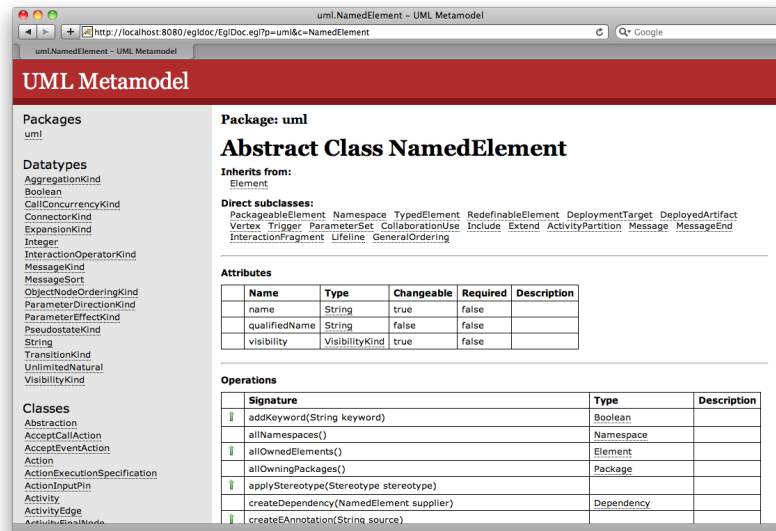 uml.NamedElement – UML Metamodel
http://localhost:8080/egldoc/EglDoc.egl?p=uml&c=NamedElement
Google
uml.NamedElement – UML Metamodel
UML Metamodel
Packages
uml
Datatypes
AggregationKind
Boolean
CallConcurrencyKind
ConnectorKind
ExpansionKind
Integer
InteractionOperatorKind
MessageKind
MessageSort
ObjectNodeOrderingKind
ParameterDirectionKind
ParameterEffectKind
PseudostateKind
String
TransitionKind
UnlimitedNatural
VisibilityKind
Classes
Abstraction
AcceptCallAction
AcceptEventAction
Action
ActionExecutionSpecification
ActionInputPin
Activity
ActivityEdge
ActivityFinalNode
Package: uml
Abstract Class NamedElement
Inherits from:
Element
Direct subclasses:
PackageableElement Namespace TypedElement RedefinableElement DeploymentTarget DeployedArtifact
Vertex Trigger ParameterSet CollaborationUse Include Extend ActivityPartition Message MessageEnd
InteractionFragment Lifeline GeneralOrdering
Attributes
Name Type Changeable Required Description
name String true false
qualifiedName String false false
visibility VisibilityKind true false
Operations
Signature Type Description
addKeyword(String keyword) Boolean
allNamespaces() Namespace
allOwnedElements() Element
allOwningPackages() Package
applyStereotype(Stereotype stereotype)
createDependency(NamedElement supplier) Dependency
createEAnnotation(String source)